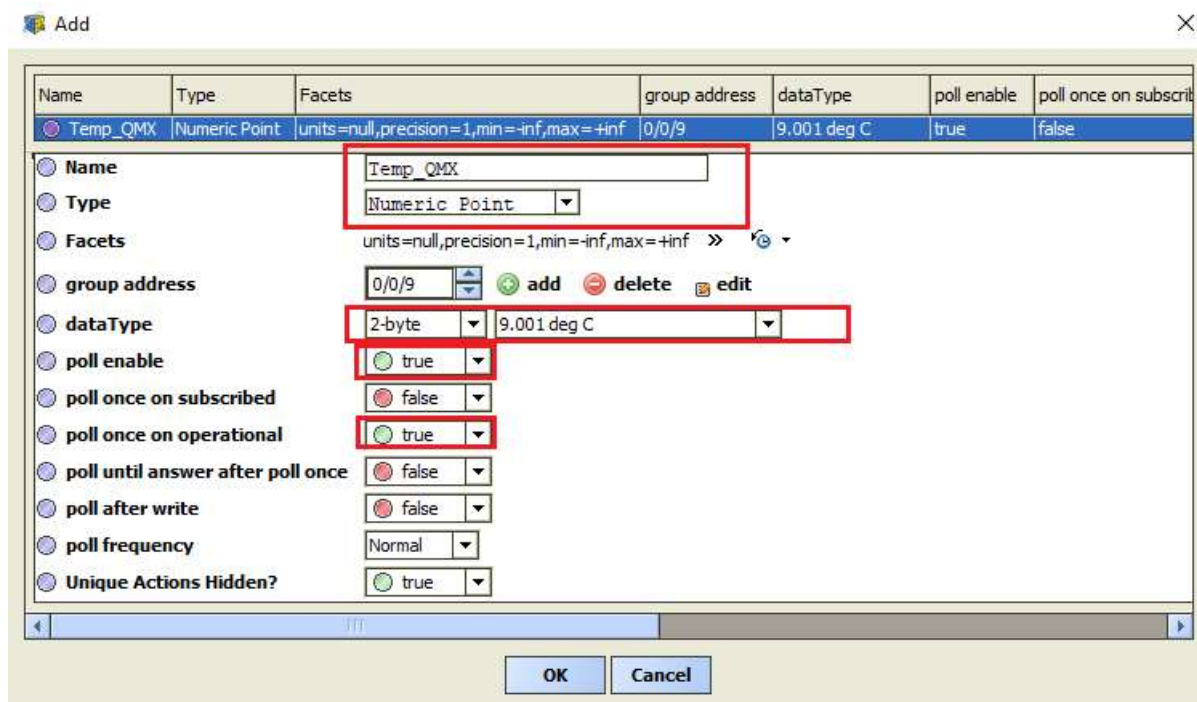 Add
Name Type Facets group address dataType poll enable poll once on subscrib
Temp_QMX Numeric Point units=null,precision=1,min=-inf,max=+inf 0/0/9 9.001 deg C true false
Name Temp_QMX
Type Numeric Point
Facets units=null,precision=1,min=-inf,max=+inf »
group address 0/0/9 add delete edit
dataType 2-byte 9.001 deg C
poll enable true
poll once on subscribed false
poll once on operational true
poll until answer after poll once false
poll after write false
poll frequency Normal
Unique Actions Hidden? true
OK Cancel